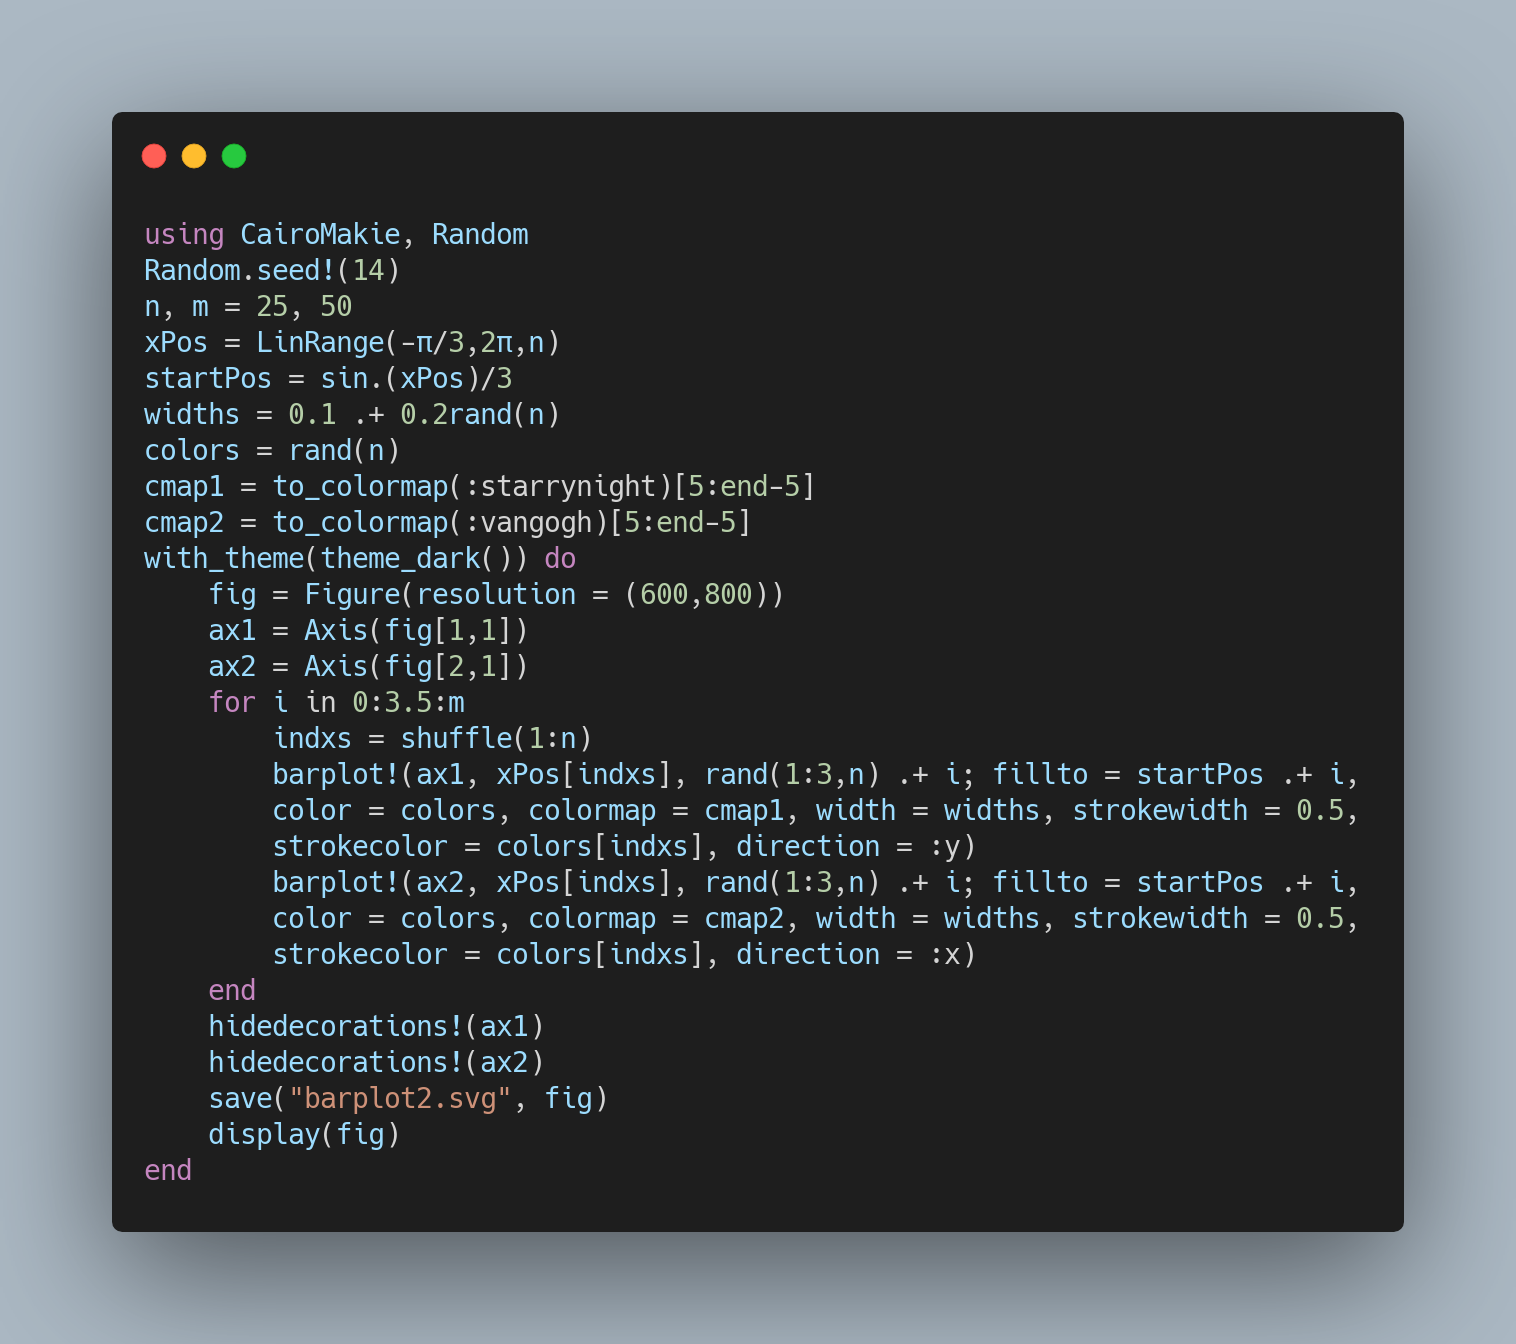 using CairoMakie, Random
Random.seed!(14)
n, m = 25, 50
xPos = LinRange(-π/3,2π,n)
startPos = sin.(xPos)/3
widths = 0.1 .+ 0.2rand(n)
colors = rand(n)
cmap1 = to_colormap(:starrynight)[5:end-5]
cmap2 = to_colormap(:vangogh)[5:end-5]
with_theme(theme_dark()) do
    fig = Figure(resolution = (600,800))
    ax1 = Axis(fig[1,1])
    ax2 = Axis(fig[2,1])
    for i in 0:3.5:m
        indxs = shuffle(1:n)
        barplot!(ax1, xPos[indxs], rand(1:3,n) .+ i; fillto = startPos .+ i,
        color = colors, colormap = cmap1, width = widths, strokewidth = 0.5,
        strokecolor = colors[indxs], direction = :y)
        barplot!(ax2, xPos[indxs], rand(1:3,n) .+ i; fillto = startPos .+ i,
        color = colors, colormap = cmap2, width = widths, strokewidth = 0.5,
        strokecolor = colors[indxs], direction = :x)
    end
    hidedecorations!(ax1)
    hidedecorations!(ax2)
    save("barplot2.svg", fig)
    display(fig)
end